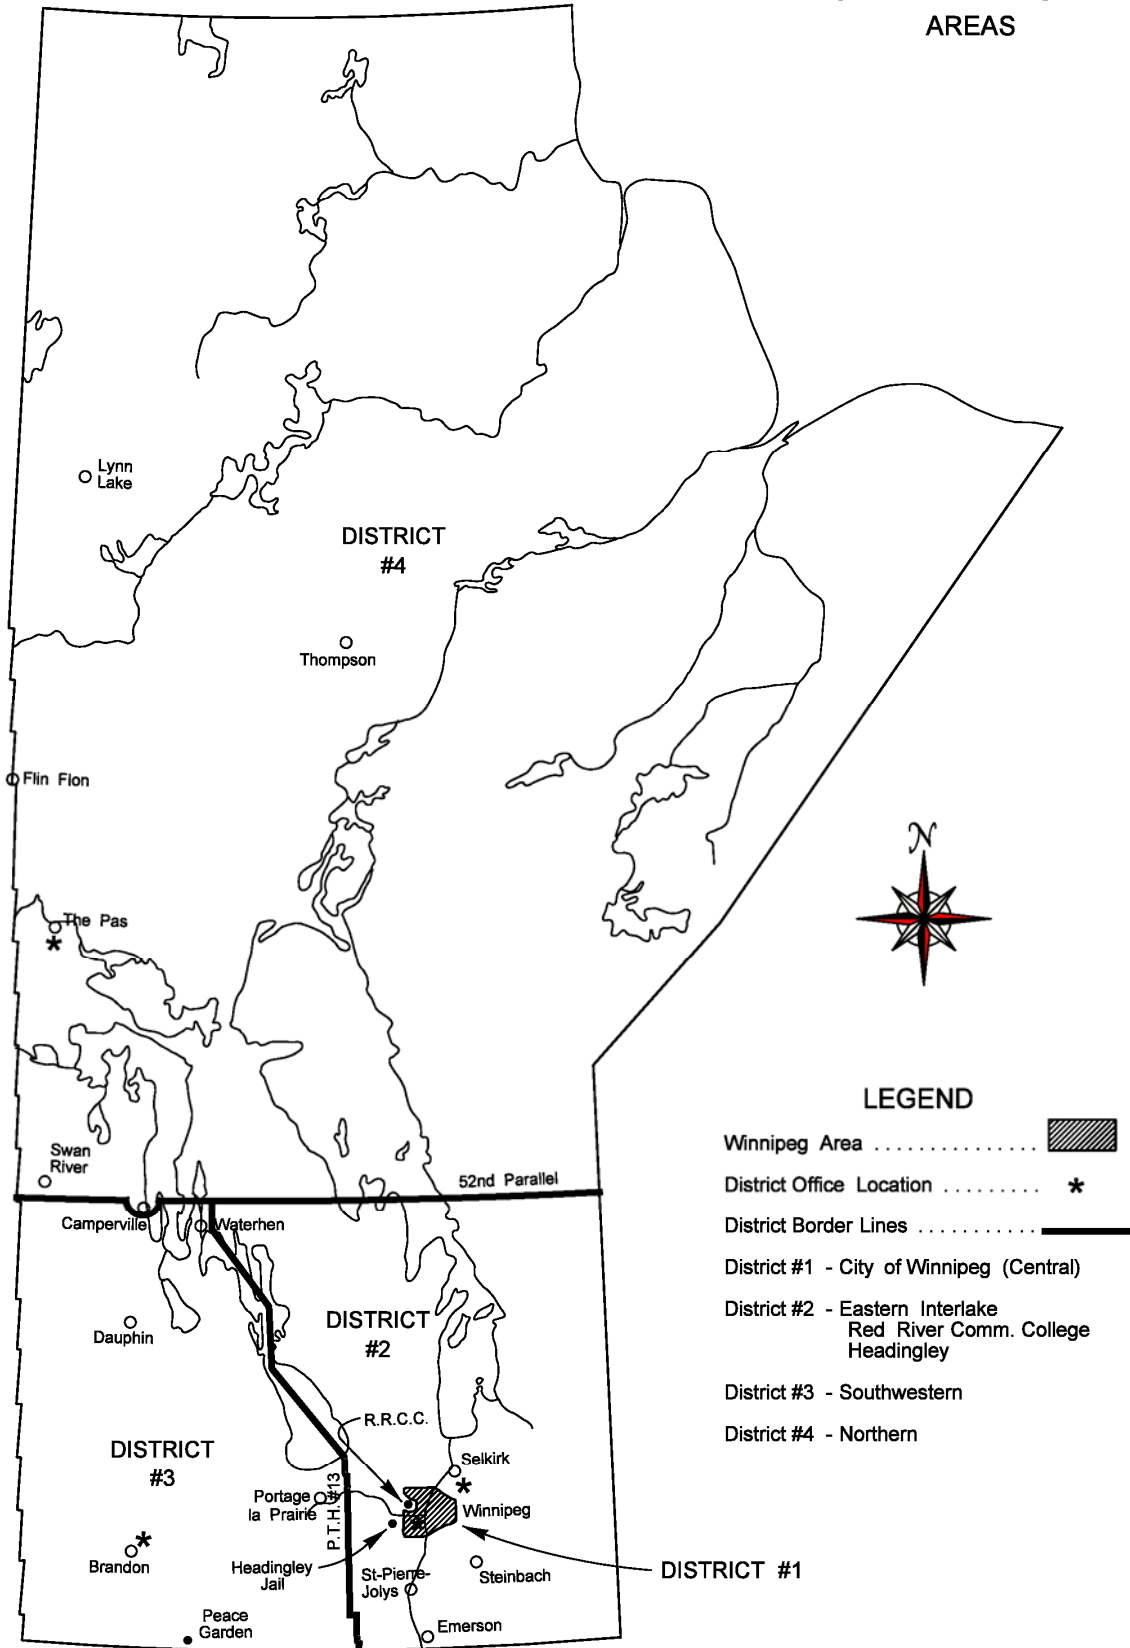 AREAS
Lynn
Lake
DISTRICT
#4
Thompson
Flin Flon
N
The Pas
*
LEGEND
Winnipeg Area ...............
District Office Location ......... *
District Border Lines ...........
District #1 - City of Winnipeg (Central)
District #2 - Eastern Interlake
Red River Comm. College
Headingley
District #3 - Southwestern
District #4 - Northern
Swan
River
52nd Parallel
Camperville
Waterhen
Dauphin
DISTRICT
#2
R.R.C.C.
DISTRICT
#3
Selkirk
*
Portage
la Prairie
P.T.H. #13
Winnipeg
*
Brandon
*
Headingley
Jail
St-Pierre-
Jolys
Steinbach
DISTRICT #1
Peace
Garden
Emerson